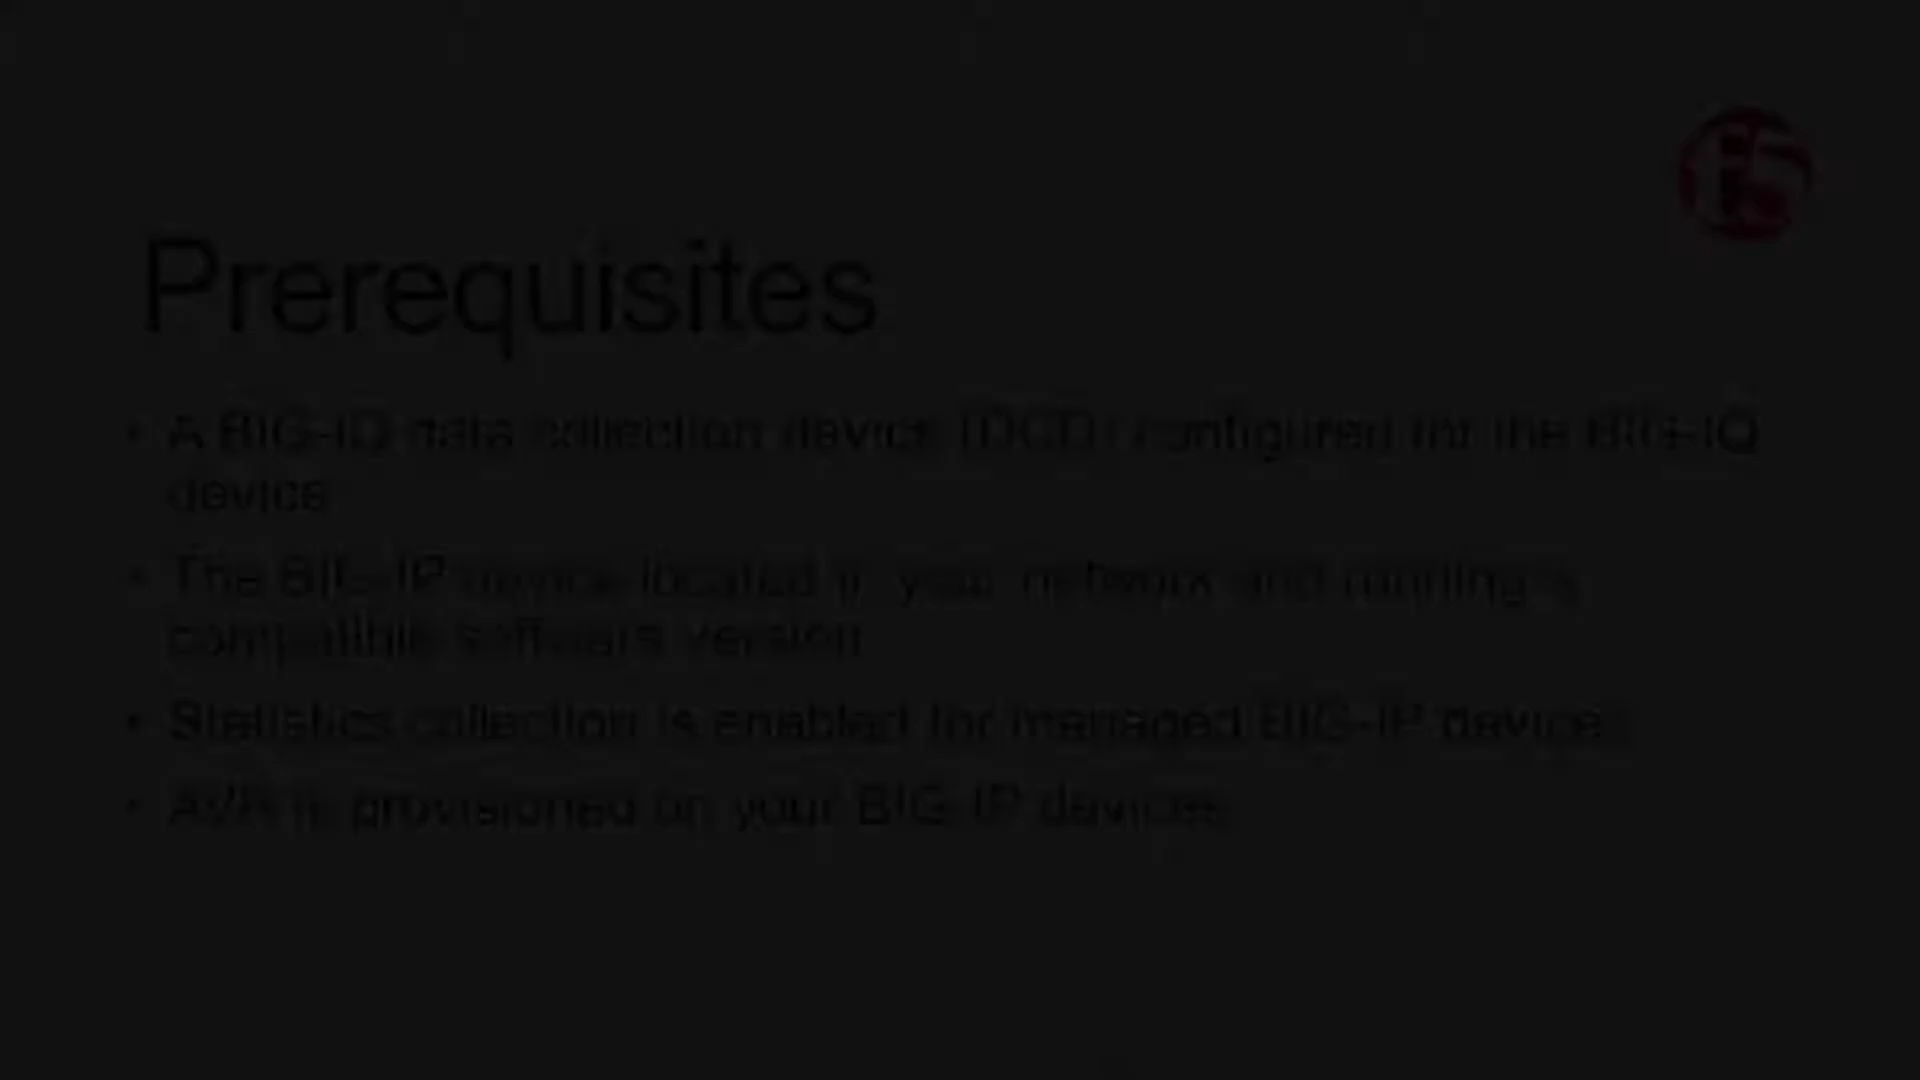 f5
Prerequisites
• A BIG-IQ data collection device (DCD) configured for the BIG-IQ
device
• The BIG-IP device located in your network and running a
compatible software version
• Statistics collection is enabled for managed BIG-IP devices
• AVR is provisioned on your BIG-IP devices